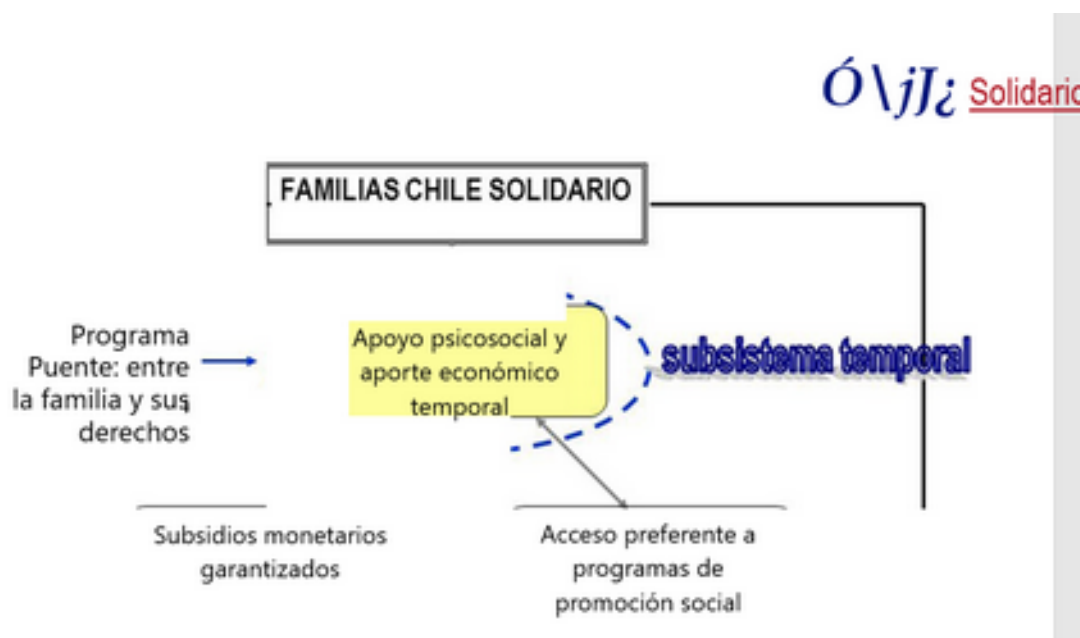 Ó\jJ¿ Solidario
FAMILIAS CHILE SOLIDARIO
Programa
Puente: entre
la familia y sus
derechos
Apoyo psicosocial y
aporte económico
temporal
subsistema temporal
Subsidios monetarios
garantizados
Acceso preferente a
programas de
promoción social